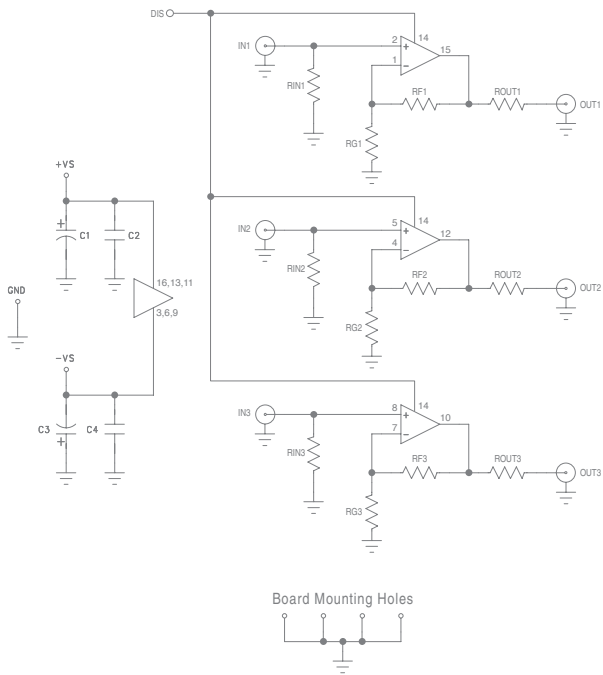 DIS
IN1
2
+
14
15
1
−
RIN1
RF1
ROUT1
OUT1
RG1
+VS
+
C1
C2
IN2
5
+
14
12
4
−
RIN2
RF2
ROUT2
OUT2
RG2
16,13,11
3,6,9
GND
−VS
C3
+
C4
IN3
8
+
14
10
7
−
RIN3
RF3
ROUT3
OUT3
RG3
Board Mounting Holes